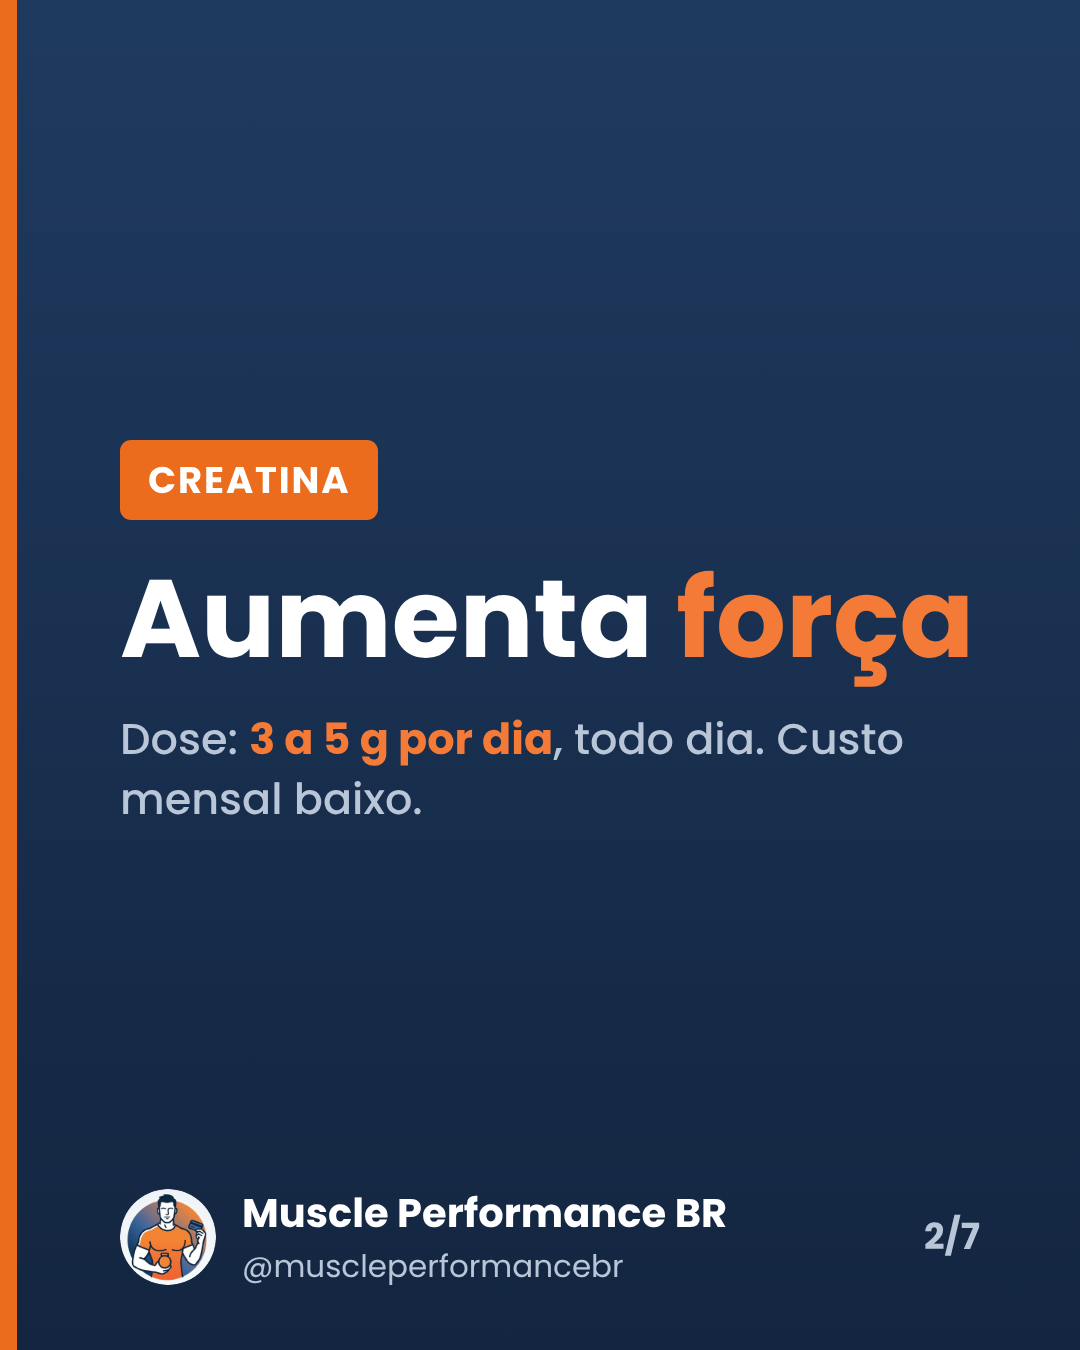 CREATINA
Aumenta força
Dose: 3 a 5 g por dia, todo dia. Custo
mensal baixo.
Muscle Performance BR
@muscleperformancebr
2/7